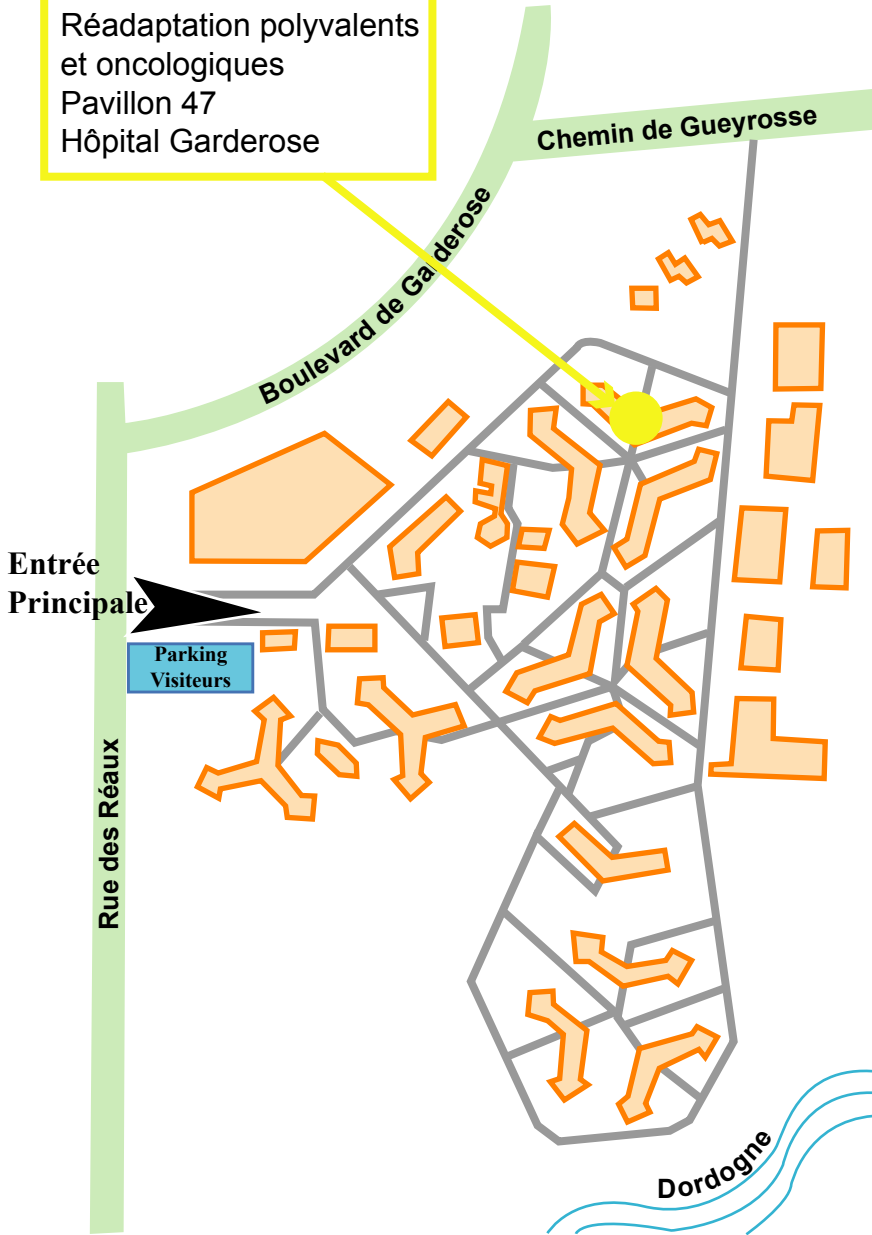 Réadaptation polyvalents
et oncologiques
Pavillon 47
Hôpital Garderose
Chemin de Gueyrosse
Boulevard de Garderose
Entrée
Principale
Parking
Visiteurs
Rue des Réaux
Dordogne